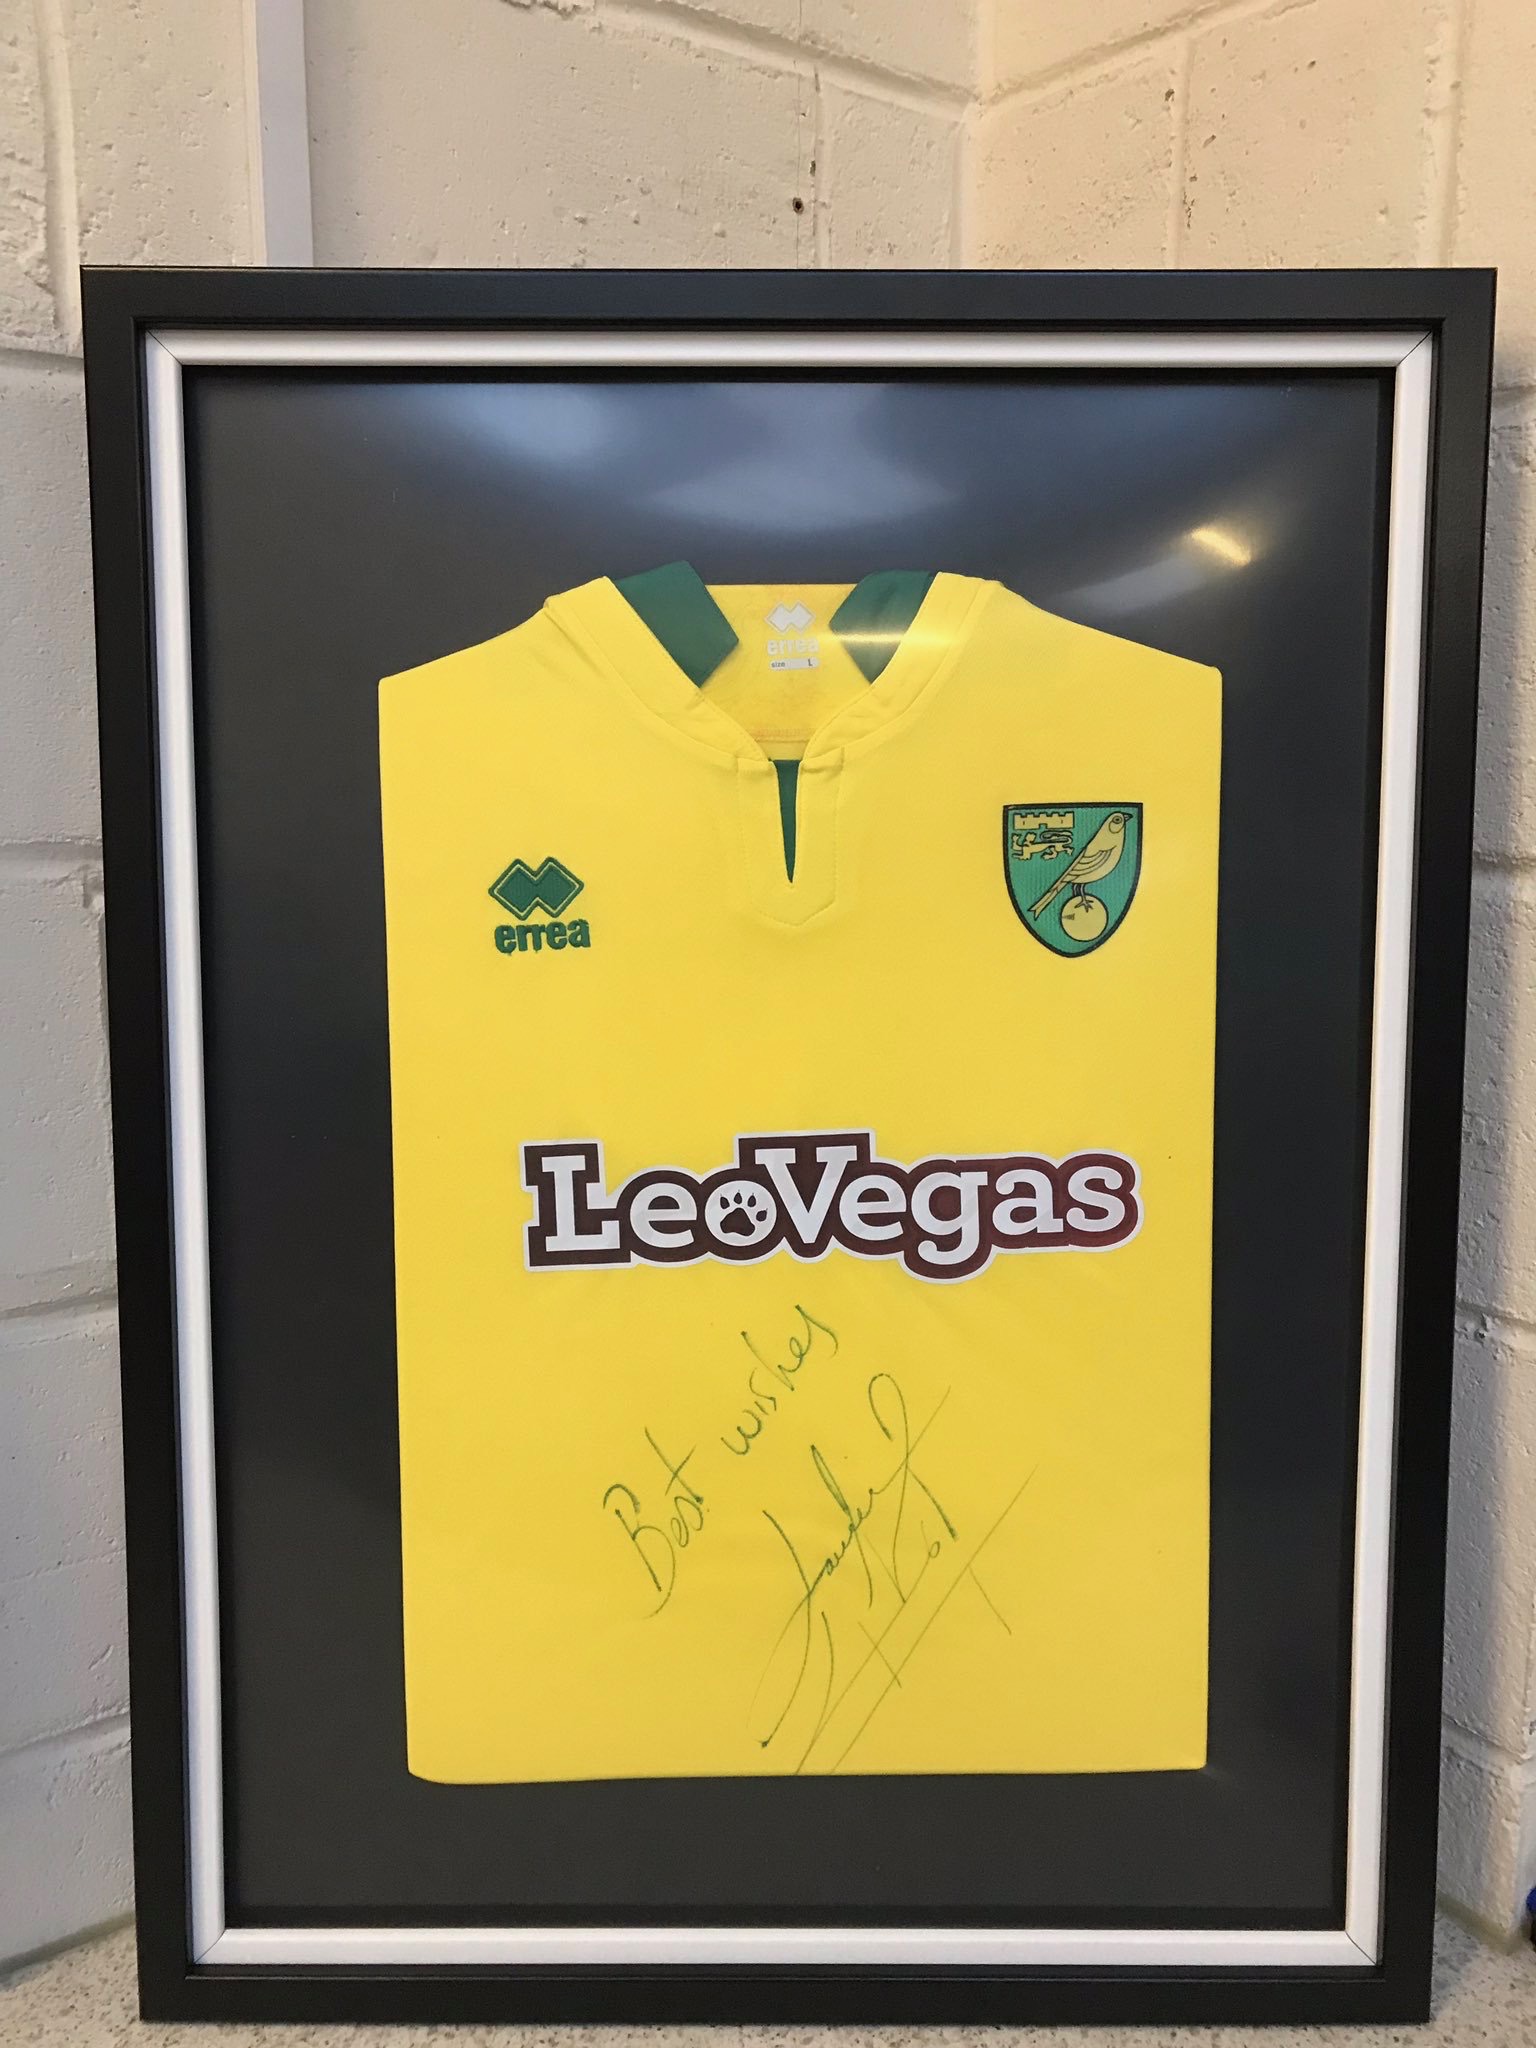 errea
size L
errea
LeoVegas
Best wishes